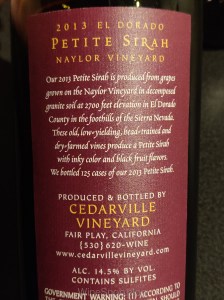 2013 EL DORADO
PETITE SIRAH
NAYLOR VINEYARD
Our 2013 Petite Sirah is produced from grapes
grown on the Naylor Vineyard in decomposed
granite soil at 2700 feet elevation in El Dorado
County in the foothills of the Sierra Nevada.
These old, low-yielding, head-trained and
dry-farmed vines produce a Petite Sirah
with inky color and black fruit flavors.
We bottled 125 cases of our 2013 Petite Sirah.
PRODUCED & BOTTLED BY
CEDARVILLE
VINEYARD
FAIR PLAY, CALIFORNIA
{530} 620-WINE
www.cedarvillevineyard.com
ALC. 14.5% BY VOL.
CONTAINS SULFITES
GOVERNMENT WARNING: (1) ACCORDING TO